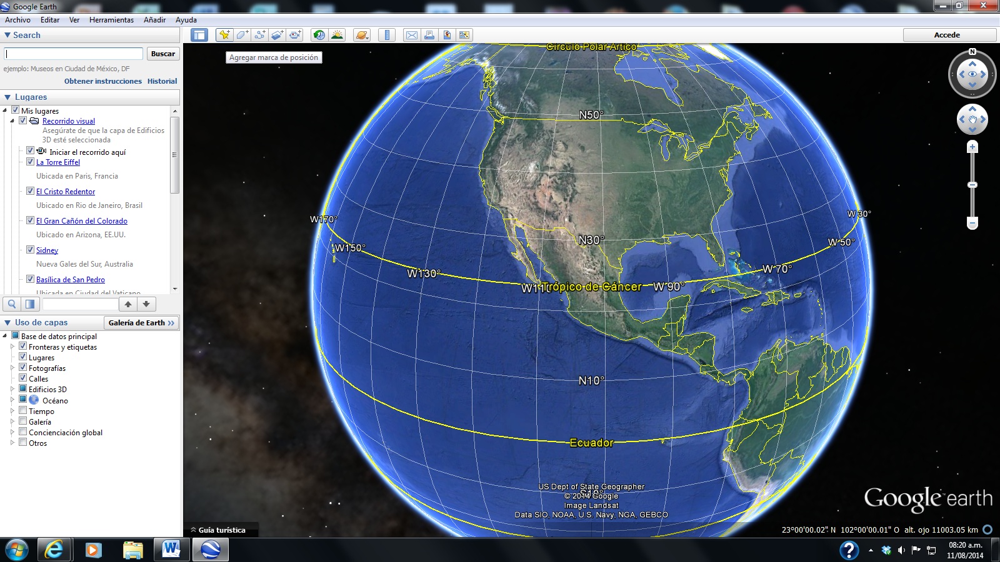 Google Earth
Archivo Editar Ver Herramientas Añadir Ayuda
Search
Buscar
ejemplo: Museos en Ciudad de México, DF
Obtener instrucciones Historial
Lugares
Mis lugares
Recorrido visual
Asegúrate de que la capa de Edificios
3D esté seleccionada
Iniciar el recorrido aquí
La Torre Eiffel
Ubicada en Paris, Francia
El Cristo Redentor
Ubicado en Rio de Janeiro, Brasil
El Gran Cañón del Colorado
Ubicado en Arizona, EE.UU.
Sidney
Nueva Gales del Sur, Australia
Basílica de San Pedro
Ubicada en Ciudad del Vaticano
Uso de capas
Galería de Earth
Base de datos principal
Fronteras y etiquetas
Lugares
Fotografías
Calles
Edificios 3D
Océano
Tiempo
Galería
Concienciación global
Otros
Accede
Agregar marca de posición
N
Círculo Polar Ártico
N50°
W170°
W 30°
N30°
W150°
W 50°
W130°
W 70°
W110
Trópico de Cáncer
W 90°
N10°
Ecuador
US Dept of State Geographer
S10°
© 2014 Google
Image Landsat
Data SIO, NOAA, U.S. Navy, NGA, GEBCO
Google earth
Guía turística
23°00'00.02" N 102°00'00.01" O alt. ojo 11003.05 km
08:20 a.m.
11/08/2014